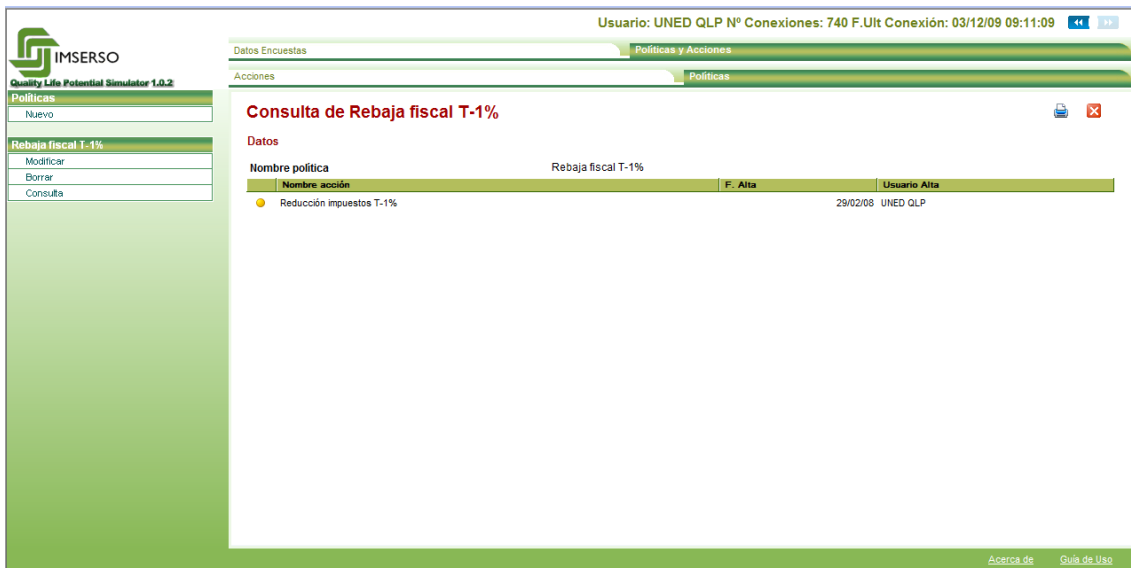 Usuario: UNED QLP Nº Conexiones: 740 F.Ult Conexión: 03/12/09 09:11:09
IMSERSO
Quality Life Potential Simulator 1.0.2
Datos Encuestas
Políticas y Acciones
Acciones
Políticas
Políticas
Nuevo
Rebaja fiscal T-1%
Modificar
Borrar
Consulta
Consulta de Rebaja fiscal T-1%
Datos
Nombre política Rebaja fiscal T-1%
Nombre acción F. Alta Usuario Alta
Reducción impuestos T-1% 29/02/08 UNED QLP
Acerca de Guía de Uso